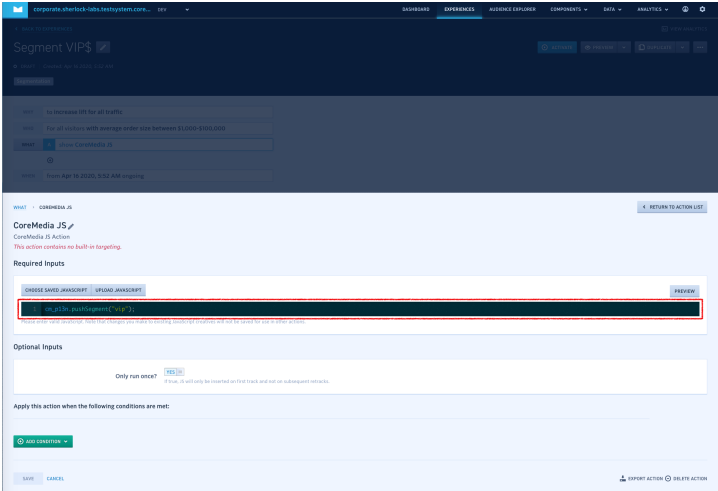 corporate.sherlock-labs.testsystem.core... DEV
DASHBOARD EXPERIENCES AUDIENCE EXPLORER COMPONENTS DATA ANALYTICS
Segment VIP$
ACTIVATE PREVIEW DUPLICATE
WHY to increase lift for all traffic
WHO For all visitors with average order size between $1,000-$100,000
WHAT show CoreMedia JS
WHEN from Apr 16 2020, 5:52 AM ongoing
WHAT > COREMEDIA JS
RETURN TO ACTION LIST
CoreMedia JS
CoreMedia JS Action
This action contains no built-in targeting.
Required Inputs
CHOOSE SAVED JAVASCRIPT UPLOAD JAVASCRIPT PREVIEW
1 cm_p13n.pushSegment("vip");
Please enter valid JavaScript. Note that changes you make to existing JavaScript creatives will not be saved for use in other actions.
Optional Inputs
Only run once? YES
If true, JS will only be inserted on first track and not on subsequent retracks.
Apply this action when the following conditions are met:
ADD CONDITION
SAVE CANCEL EXPORT ACTION DELETE ACTION